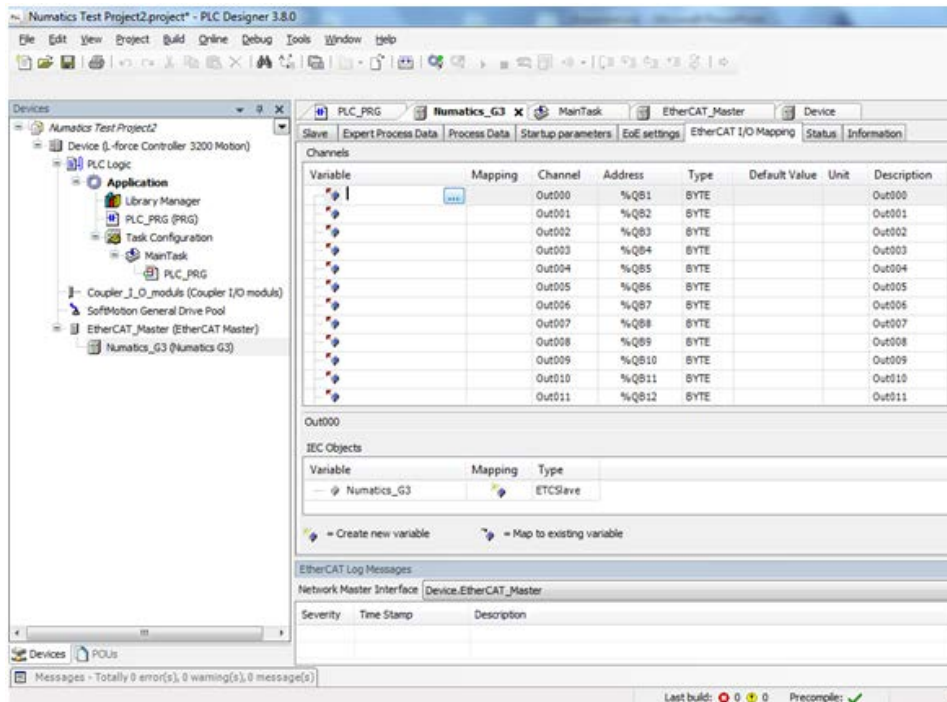 Numatics Test Project2.project* - PLC Designer 3.8.0
File Edit View Project Build Online Debug Tools Window Help
Devices
Numatics Test Project2
Device (L-force Controller 3200 Motion)
PLC Logic
Application
Library Manager
PLC_PRG (PRG)
Task Configuration
MainTask
PLC_PRG
Coupler_I_O_moduls (Coupler I/O moduls)
SoftMotion General Drive Pool
EtherCAT_Master (EtherCAT Master)
Numatics_G3 (Numatics G3)
Devices POUs
PLC_PRG Numatics_G3 MainTask EtherCAT_Master Device
Slave Expert Process Data Process Data Startup parameters EoE settings EtherCAT I/O Mapping Status Information
Channels
Variable Mapping Channel Address Type Default Value Unit Description
... Out000 %QB1 BYTE Out000
Out001 %QB2 BYTE Out001
Out002 %QB3 BYTE Out002
Out003 %QB4 BYTE Out003
Out004 %QB5 BYTE Out004
Out005 %QB6 BYTE Out005
Out006 %QB7 BYTE Out006
Out007 %QB8 BYTE Out007
Out008 %QB9 BYTE Out008
Out009 %QB10 BYTE Out009
Out010 %QB11 BYTE Out010
Out011 %QB12 BYTE Out011
Out000
IEC Objects
Variable Mapping Type
Numatics_G3 ETCSlave
= Create new variable = Map to existing variable
EtherCAT Log Messages
Network Master Interface Device.EtherCAT_Master
Severity Time Stamp Description
Messages - Totally 0 error(s), 0 warning(s), 0 message(s)
Last build: 0 0 Precompile: